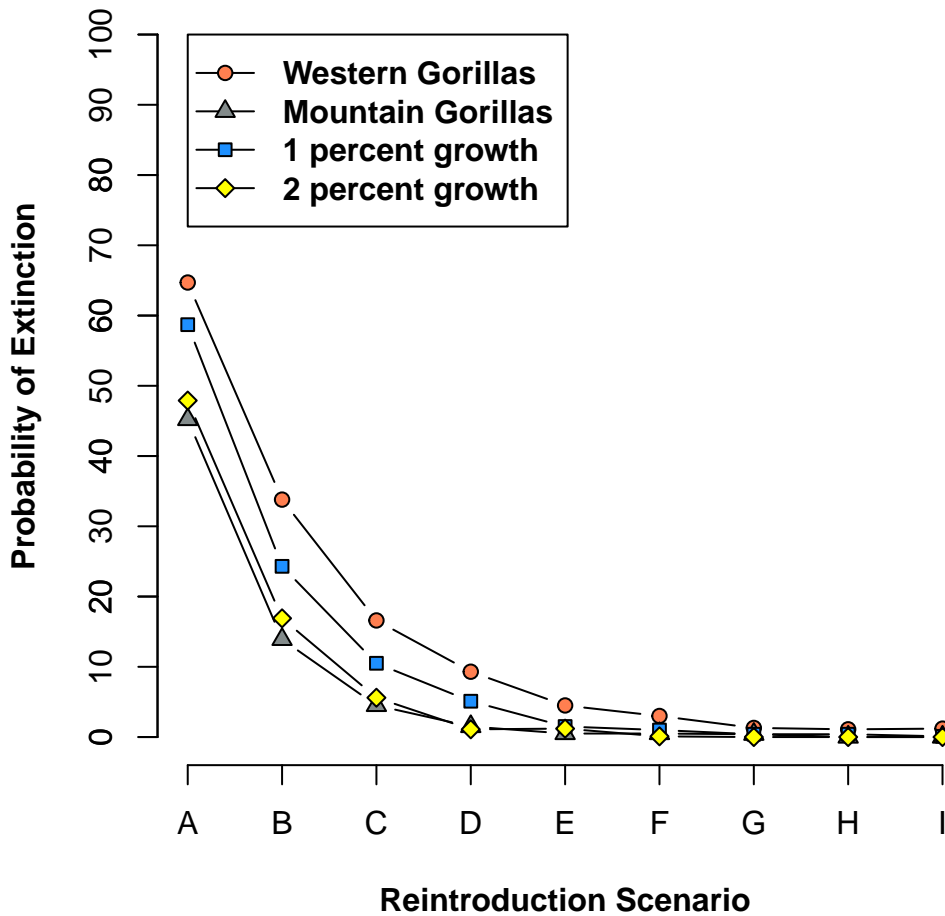 100
90
80
70
60
50
40
30
20
10
0
Probability of Extinction
Western Gorillas
Mountain Gorillas
1 percent growth
2 percent growth
A B C D E F G H I
Reintroduction Scenario